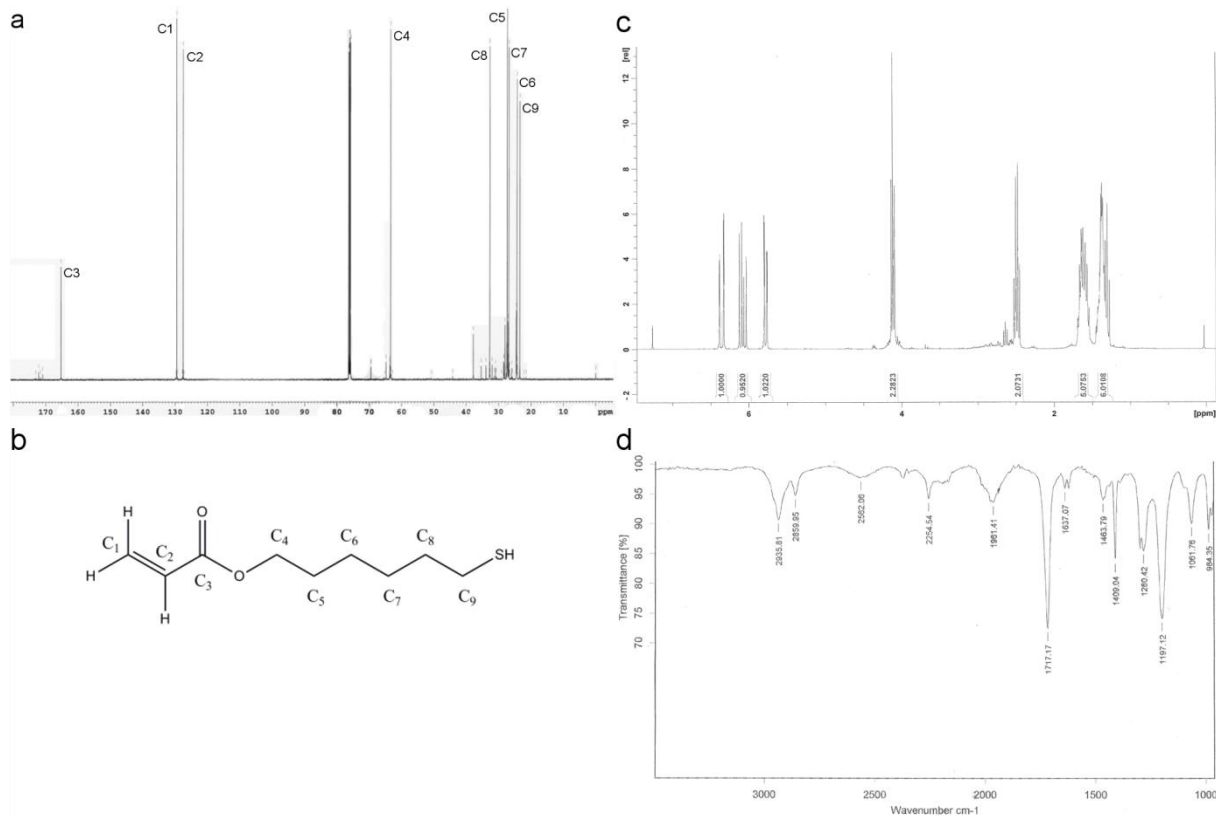 a
C1
C2
C3
C4
C5
C8
C7
C6
C9
170 160 150 140 130 120 110 100 90 80 70 60 50 40 30 20 10 ppm
b
H
O
C1
C2
C4
C6
C8
SH
H
C3
O
C5
C7
C9
H
c
[rel]
12
10
8
6
4
2
0
-2
1.0000
0.9520
1.0220
2.2823
2.0721
5.0753
6.0108
6 4 2 [ppm]
d
Transmittance [%]
100
95
90
85
80
75
70
2935.81
2859.95
2562.06
2254.54
1961.41
1717.17
1637.07
1463.79
1409.04
1280.42
1197.12
1061.76
984.35
3000 2500 2000 1500 1000
Wavenumber cm-1